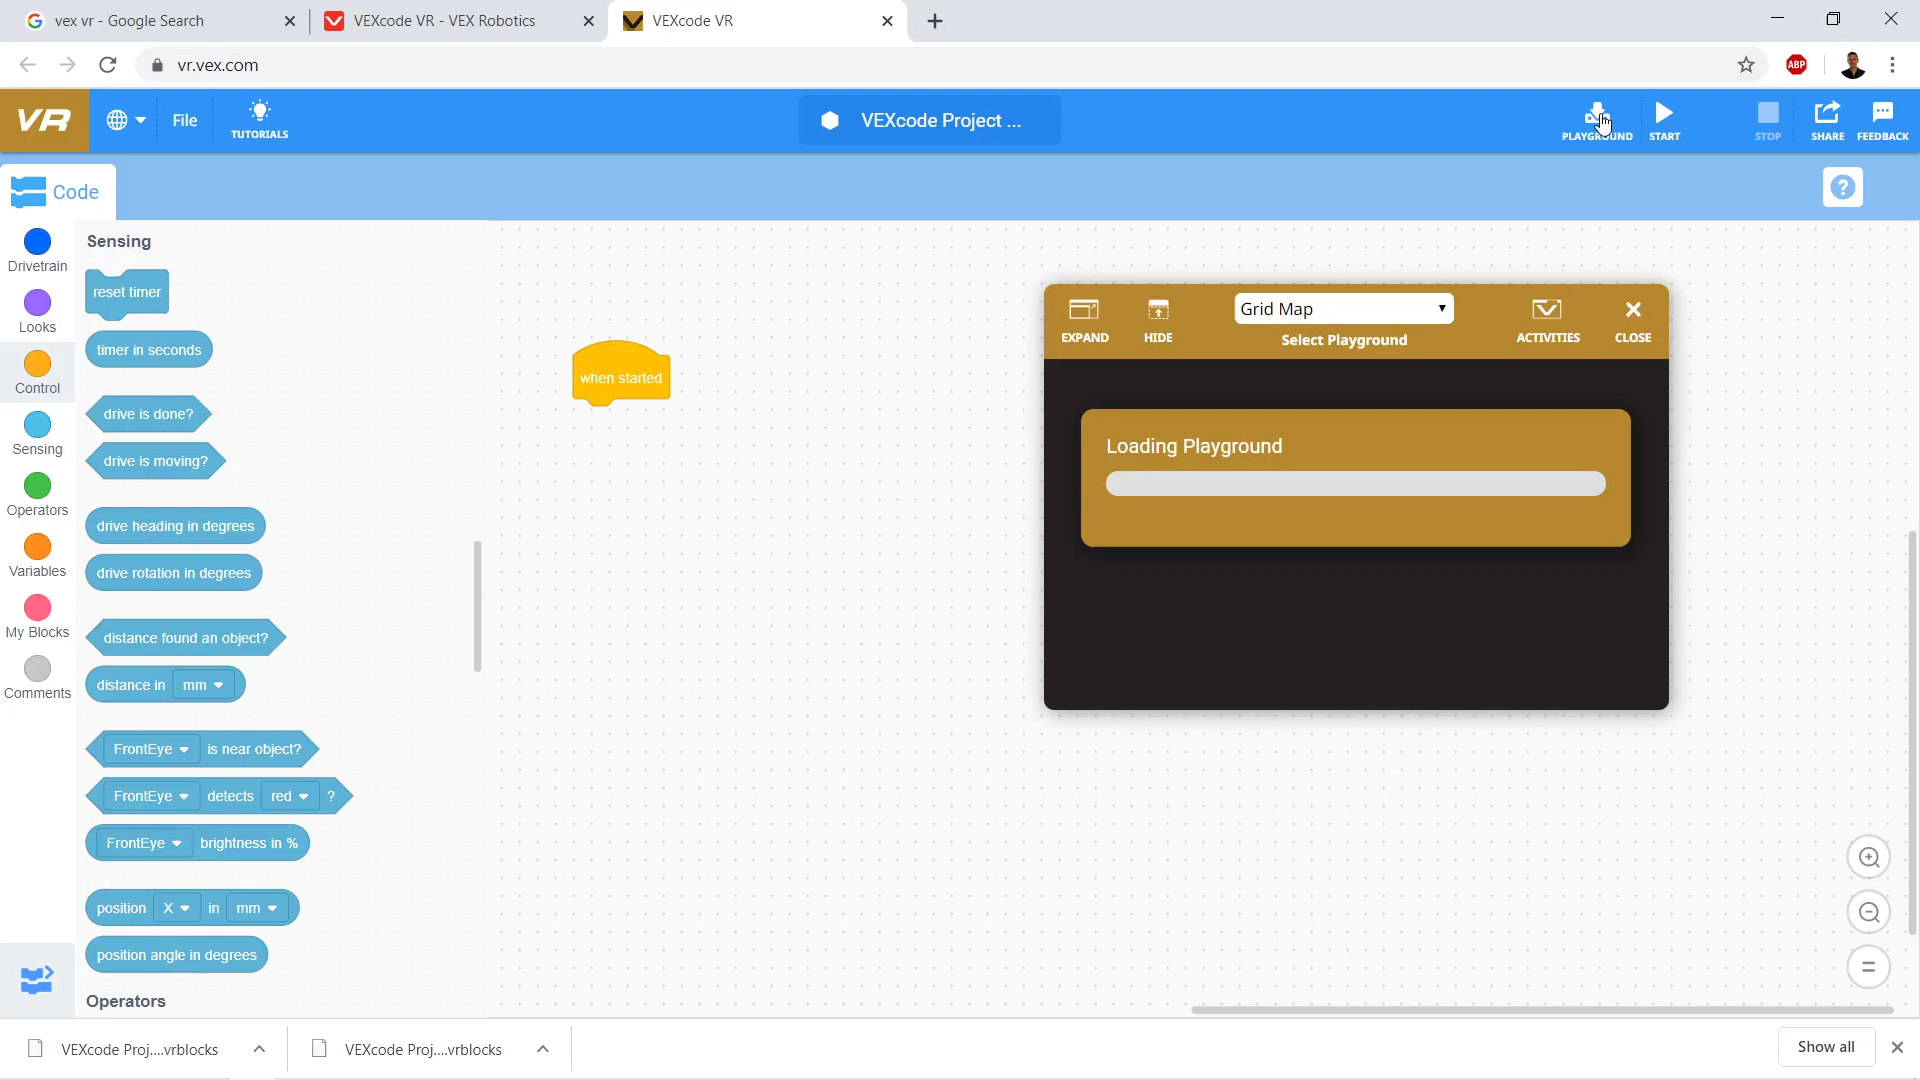 vex vr - Google Search
VEXcode VR - VEX Robotics
VEXcode VR
vr.vex.com
ABP
VR
File
TUTORIALS
VEXcode Project ...
PLAYGROUND
START
STOP
SHARE
FEEDBACK
Code
?
Drivetrain
Looks
Control
Sensing
Operators
Variables
My Blocks
Comments
Sensing
reset timer
timer in seconds
drive is done?
drive is moving?
drive heading in degrees
drive rotation in degrees
distance found an object?
distance in mm
FrontEye is near object?
FrontEye detects red ?
FrontEye brightness in %
position X in mm
position angle in degrees
Operators
when started
EXPAND
HIDE
Grid Map
Select Playground
ACTIVITIES
CLOSE
Loading Playground
VEXcode Proj....vrblocks
VEXcode Proj....vrblocks
Show all